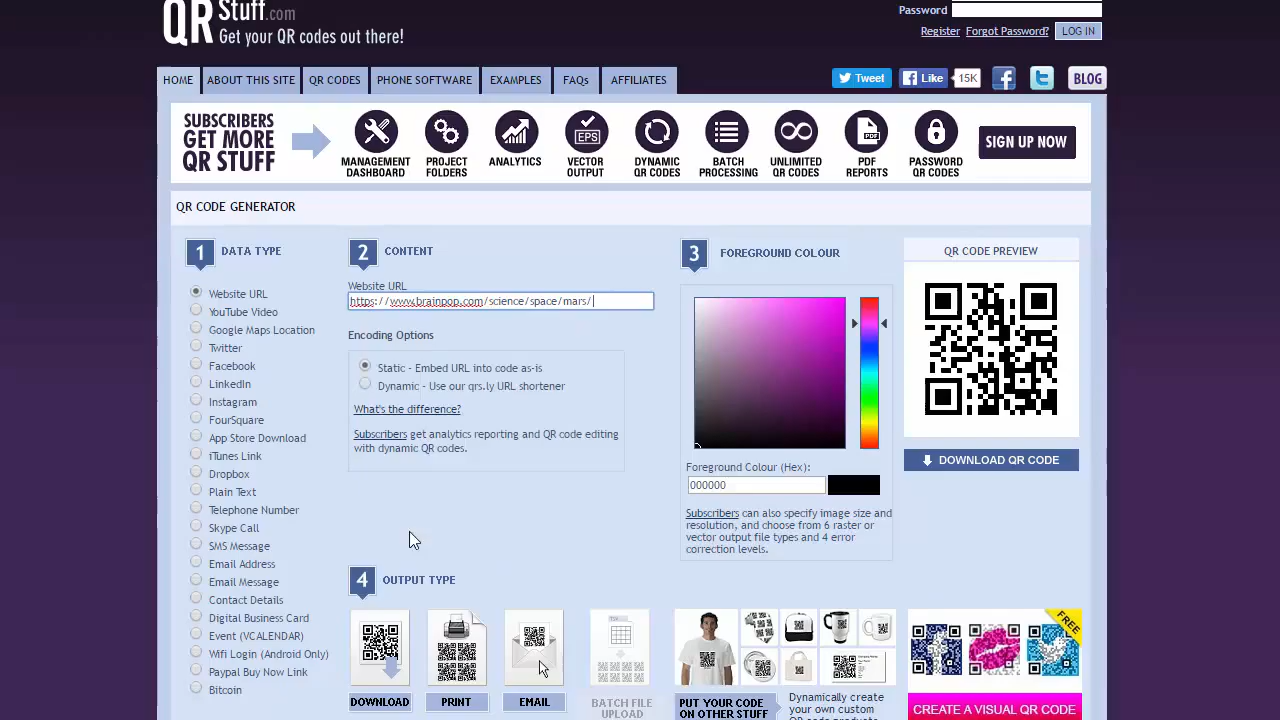 QR Stuff.com
Get your QR codes out there!
Password
Register Forgot Password? LOG IN
HOME ABOUT THIS SITE QR CODES PHONE SOFTWARE EXAMPLES FAQs AFFILIATES
Tweet Like 15K BLOG
SUBSCRIBERS
GET MORE
QR STUFF
MANAGEMENT
DASHBOARD
PROJECT
FOLDERS
ANALYTICS
EPS
VECTOR
OUTPUT
DYNAMIC
QR CODES
BATCH
PROCESSING
UNLIMITED
QR CODES
PDF
PDF
REPORTS
PASSWORD
QR CODES
SIGN UP NOW
QR CODE GENERATOR
1 DATA TYPE
Website URL
YouTube Video
Google Maps Location
Twitter
Facebook
LinkedIn
Instagram
FourSquare
App Store Download
iTunes Link
Dropbox
Plain Text
Telephone Number
Skype Call
SMS Message
Email Address
Email Message
Contact Details
Digital Business Card
Event (VCALENDAR)
Wifi Login (Android Only)
Paypal Buy Now Link
Bitcoin
2 CONTENT
Website URL
https://www.brainpop.com/science/space/mars/
Encoding Options
Static - Embed URL into code as-is
Dynamic - Use our qrs.ly URL shortener
What's the difference?
Subscribers get analytics reporting and QR code editing
with dynamic QR codes.
3 FOREGROUND COLOUR
Foreground Colour (Hex):
000000
Subscribers can also specify image size and
resolution, and choose from 6 raster or
vector output file types and 4 error
correction levels.
QR CODE PREVIEW
DOWNLOAD QR CODE
4 OUTPUT TYPE
DOWNLOAD
PRINT
EMAIL
BATCH FILE
UPLOAD
PUT YOUR CODE
ON OTHER STUFF
Dynamically create
your own custom
QR code products
FREE
CREATE A VISUAL QR CODE